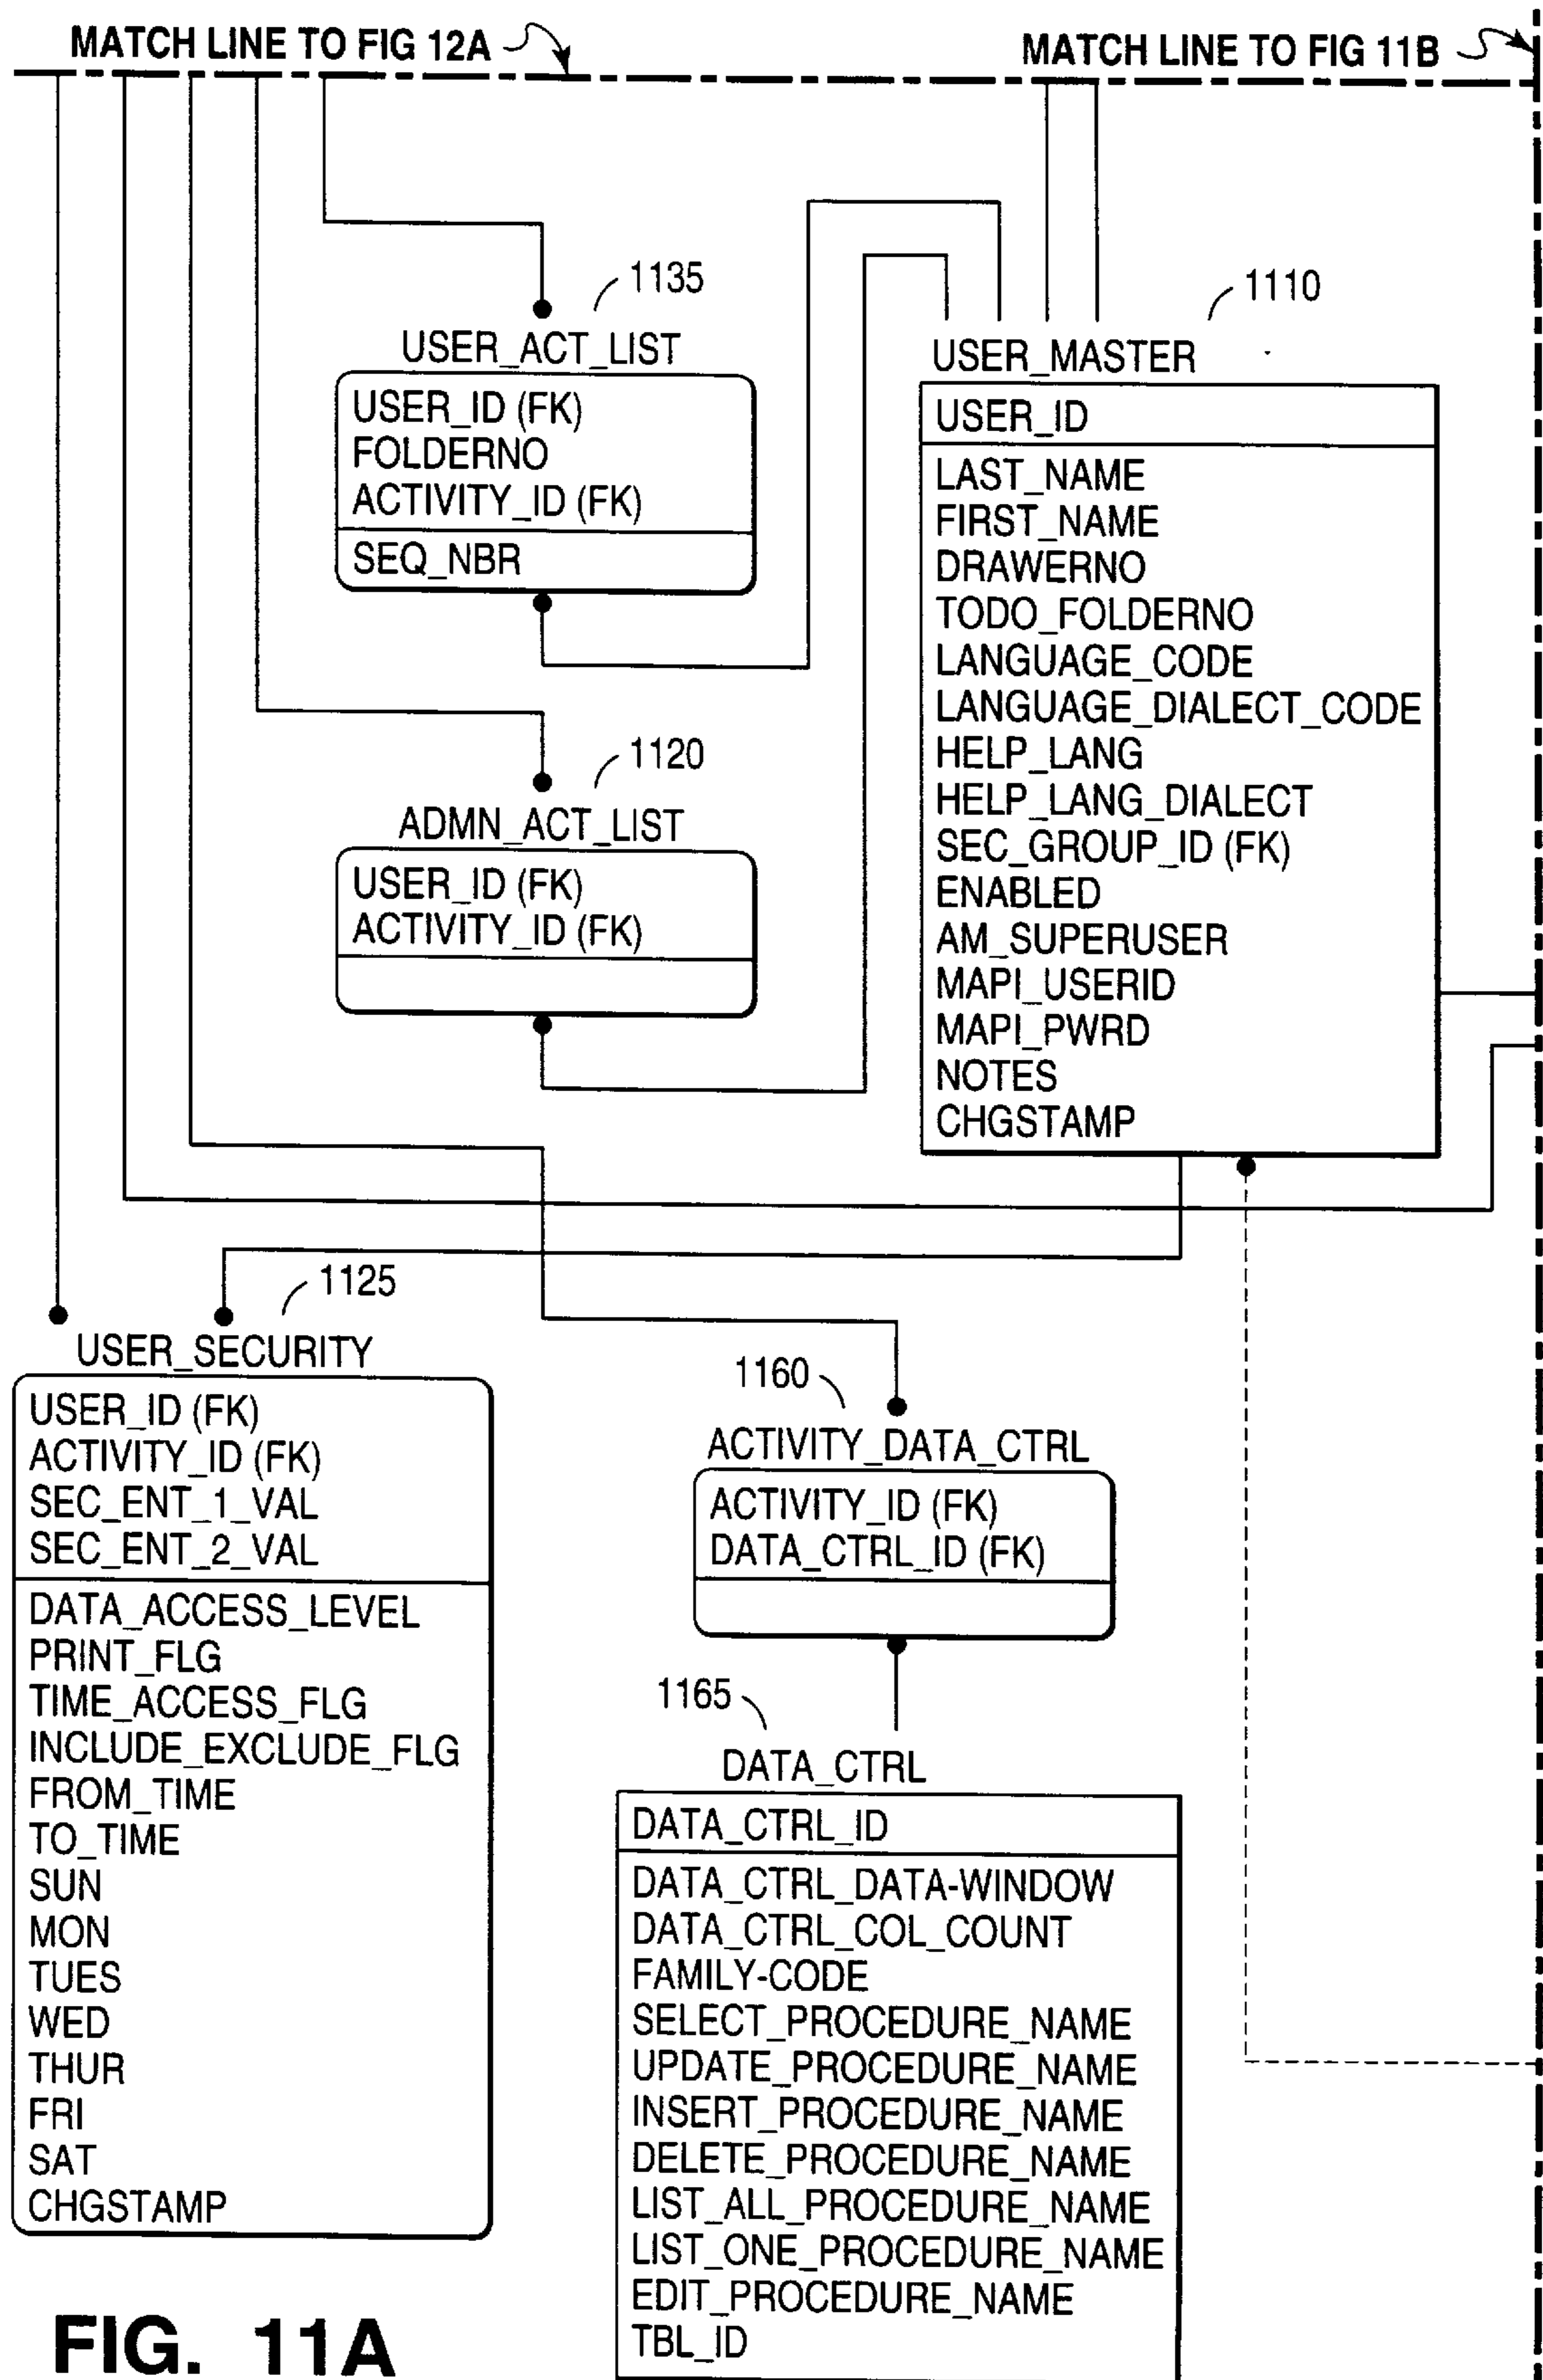 MATCH LINE TO FIG 12A
MATCH LINE TO FIG 11B
1135
USER_ACT_LIST
USER_ID (FK)
FOLDERNO
ACTIVITY_ID (FK)
SEQ_NBR
1110
USER_MASTER
USER_ID
LAST_NAME
FIRST_NAME
DRAWERNO
TODO_FOLDERNO
LANGUAGE_CODE
LANGUAGE_DIALECT_CODE
HELP_LANG
HELP_LANG_DIALECT
SEC_GROUP_ID (FK)
ENABLED
AM_SUPERUSER
MAPI_USERID
MAPI_PWRD
NOTES
CHGSTAMP
1120
ADMN_ACT_LIST
USER_ID (FK)
ACTIVITY_ID (FK)
1125
USER_SECURITY
USER_ID (FK)
ACTIVITY_ID (FK)
SEC_ENT_1_VAL
SEC_ENT_2_VAL
DATA_ACCESS_LEVEL
PRINT_FLG
TIME_ACCESS_FLG
INCLUDE_EXCLUDE_FLG
FROM_TIME
TO_TIME
SUN
MON
TUES
WED
THUR
FRI
SAT
CHGSTAMP
1160
ACTIVITY_DATA_CTRL
ACTIVITY_ID (FK)
DATA_CTRL_ID (FK)
1165
DATA_CTRL
DATA_CTRL_ID
DATA_CTRL_DATA-WINDOW
DATA_CTRL_COL_COUNT
FAMILY-CODE
SELECT_PROCEDURE_NAME
UPDATE_PROCEDURE_NAME
INSERT_PROCEDURE_NAME
DELETE_PROCEDURE_NAME
LIST_ALL_PROCEDURE_NAME
LIST_ONE_PROCEDURE_NAME
EDIT_PROCEDURE_NAME
TBL_ID
FIG. 11A